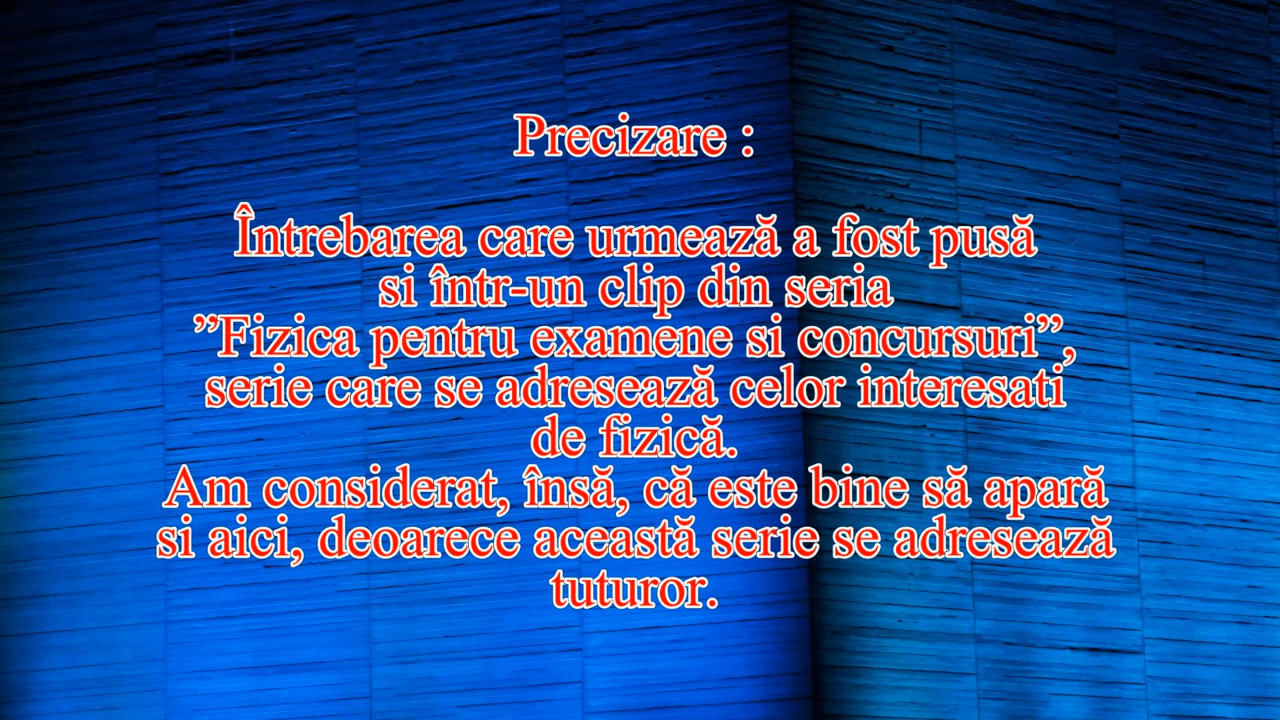 Precizare :
Întrebarea care urmează a fost pusă
si într-un clip din seria
”Fizica pentru examene si concursuri”,
serie care se adresează celor interesati
de fizică.
Am considerat, însă, că este bine să apară
si aici, deoarece această serie se adresează
tuturor.